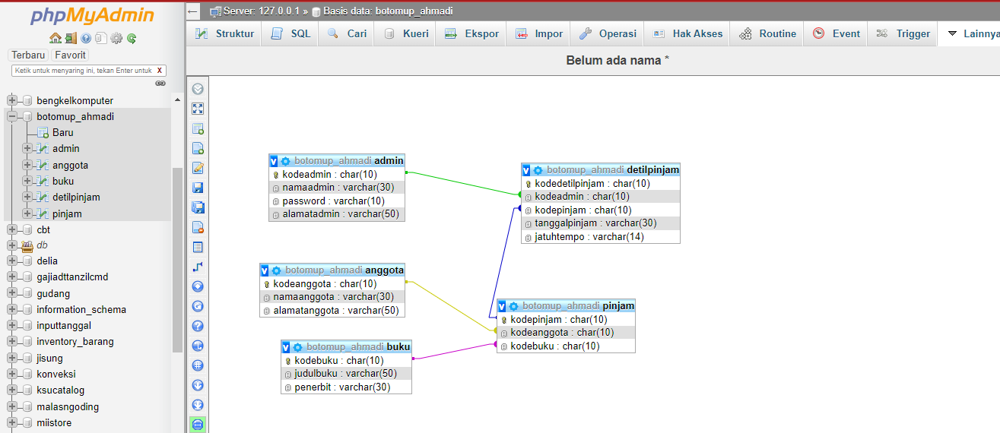 phpMyAdmin
Terbaru Favorit
Ketik untuk menyaring ini, tekan Enter untuk X
bengkelkomputer
botomup_ahmadi
Baru
admin
anggota
buku
detilpinjam
pinjam
cbt
db
delia
gajiadttanzilcmd
gudang
information_schema
inputtanggal
inventory_barang
jisung
konveksi
ksucatalog
malasngoding
miistore
Server: 127.0.0.1 » Basis data: botomup_ahmadi
Struktur SQL Cari Kueri Ekspor Impor Operasi Hak Akses Routine Event Trigger Lainnya
Belum ada nama *
v botomup_ahmadi admin
kodeadmin : char(10)
namaadmin : varchar(30)
password : varchar(10)
alamatadmin : varchar(50)
v botomup_ahmadi detilpinjam
kodedetilpinjam : char(10)
kodeadmin : char(10)
kodepinjam : char(10)
tanggalpinjam : varchar(30)
jatuhtempo : varchar(14)
v botomup_ahmadi anggota
kodeanggota : char(10)
namaanggota : varchar(30)
alamatanggota : varchar(50)
v botomup_ahmadi pinjam
kodepinjam : char(10)
kodeanggota : char(10)
kodebuku : char(10)
v botomup_ahmadi buku
kodebuku : char(10)
judulbuku : varchar(50)
penerbit : varchar(30)